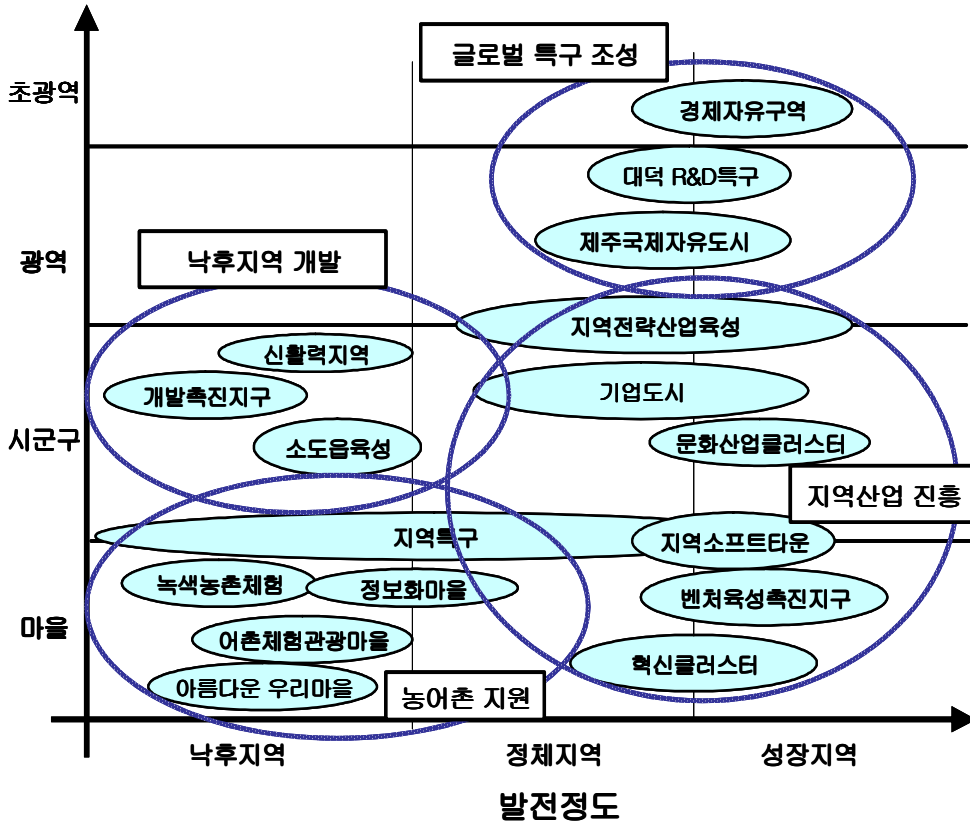 글로벌 특구 조성
초광역
경제자유구역
대덕 R&D특구
제주국제자유도시
광역
낙후지역 개발
지역전략산업육성
신활력지역
개발촉진지구
기업도시
시군구
소도읍육성
문화산업클러스터
지역산업 진흥
지역특구
지역소프트타운
녹색농촌체험
정보화마을
벤처육성촉진지구
마을
어촌체험관광마을
혁신클러스터
아름다운 우리마을
농어촌 지원
낙후지역
정체지역
성장지역
발전정도